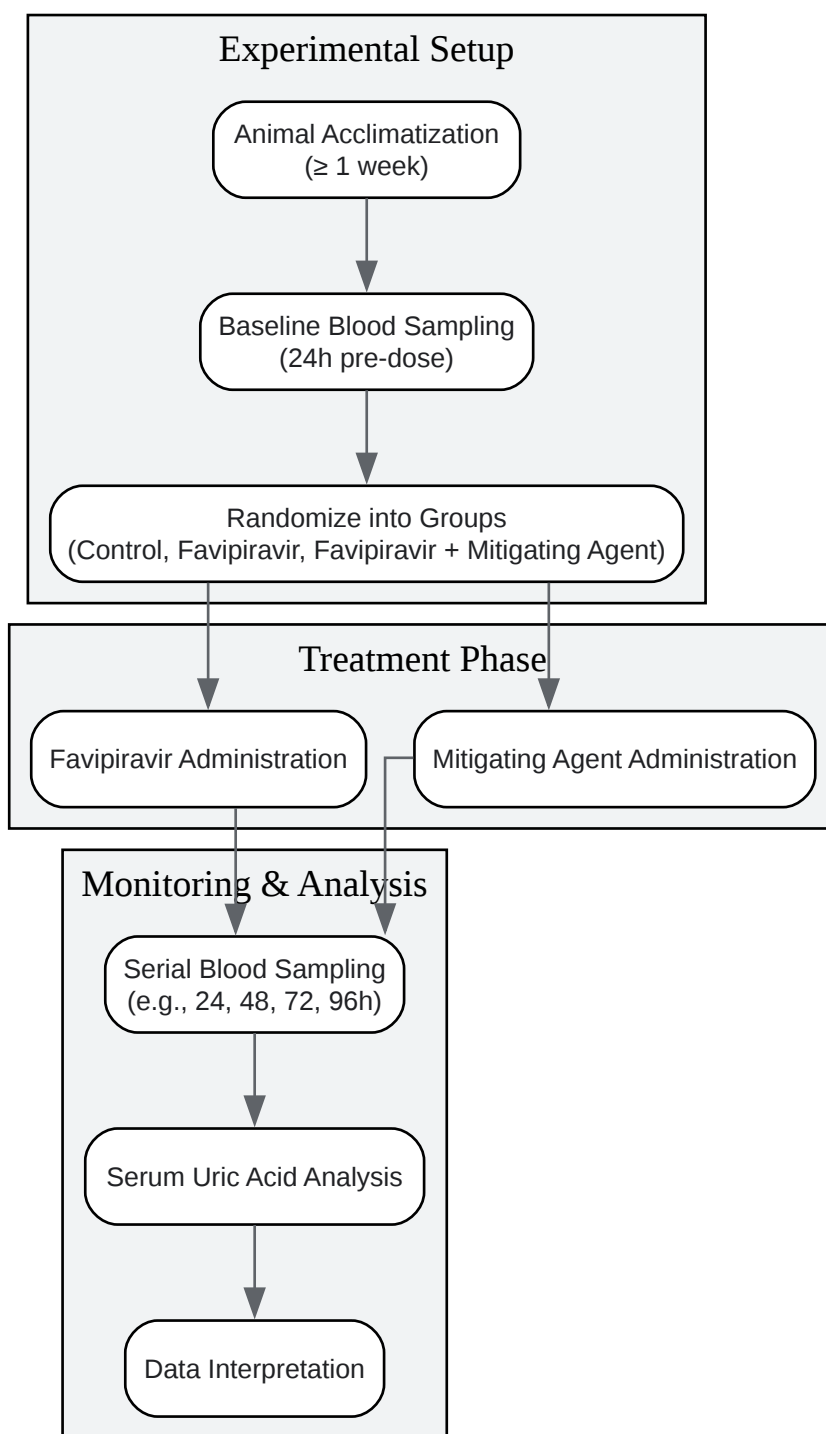 Experimental Setup
Animal Acclimatization
(≥ 1 week)
Baseline Blood Sampling
(24h pre-dose)
Randomize into Groups
(Control, Favipiravir, Favipiravir + Mitigating Agent)
Treatment Phase
Favipiravir Administration
Mitigating Agent Administration
Monitoring & Analysis
Serial Blood Sampling
(e.g., 24, 48, 72, 96h)
Serum Uric Acid Analysis
Data Interpretation